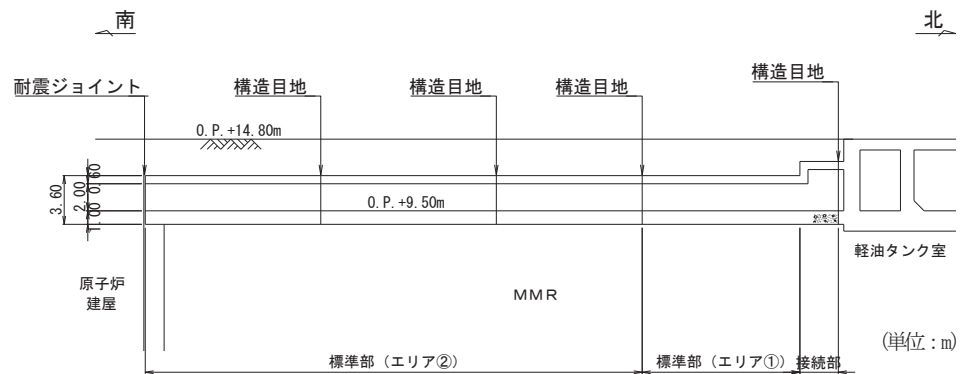 南
北
構造目地
耐震ジョイント
構造目地
構造目地
構造目地
O.P.+14.80m
0.60
2.00
3.60
1.00
O.P.+9.50m
軽油タンク室
原子炉
建屋
MMR
(単位:m)
標準部(エリア②)
標準部(エリア①)
接続部